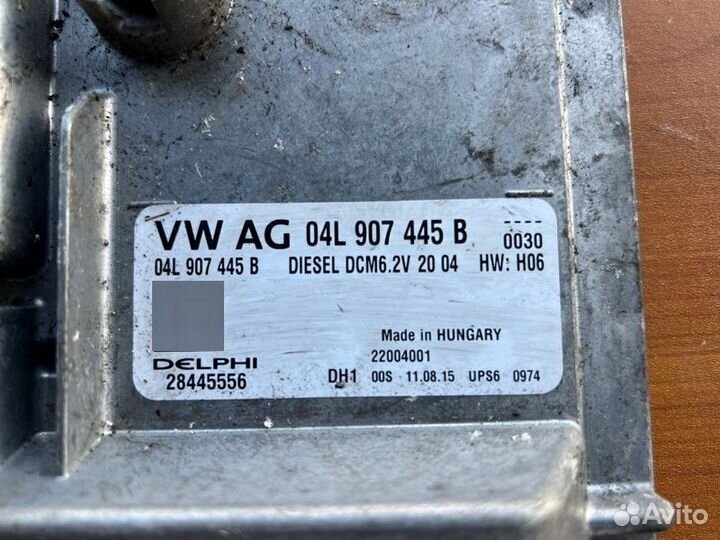 VW AG 04L 907 445 B
----
0030
04L 907 445 B DIESEL DCM6.2V 20 04 HW: H06
Made in HUNGARY
22004001
DELPHI
28445556
DH1 00S 11.08.15 UPS6 0974
Avito